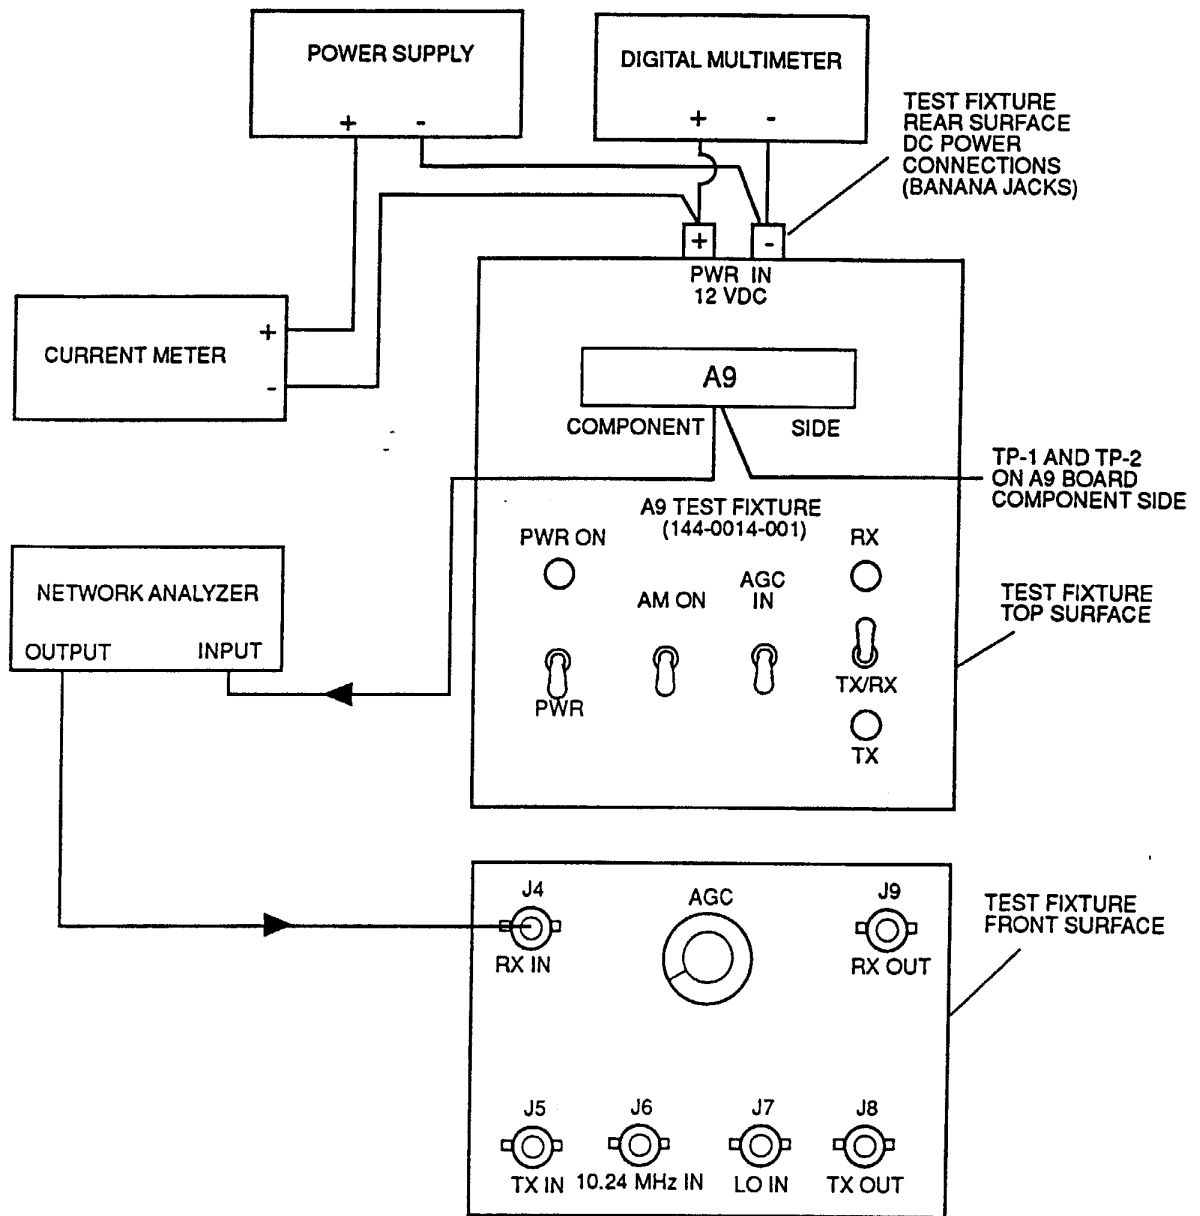 POWER SUPPLY
+ -
DIGITAL MULTIMETER
+ -
TEST FIXTURE
REAR SURFACE
DC POWER
CONNECTIONS
(BANANA JACKS)
+ -
PWR IN
12 VDC
CURRENT METER
+
-
A9
COMPONENT SIDE
TP-1 AND TP-2
ON A9 BOARD
COMPONENT SIDE
A9 TEST FIXTURE
(144-0014-001)
PWR ON
AM ON
AGC
IN
RX
PWR
TX/RX
TX
TEST FIXTURE
TOP SURFACE
NETWORK ANALYZER
OUTPUT INPUT
J4
RX IN
AGC
J9
RX OUT
TEST FIXTURE
FRONT SURFACE
J5
TX IN
J6
10.24 MHz IN
J7
LO IN
J8
TX OUT